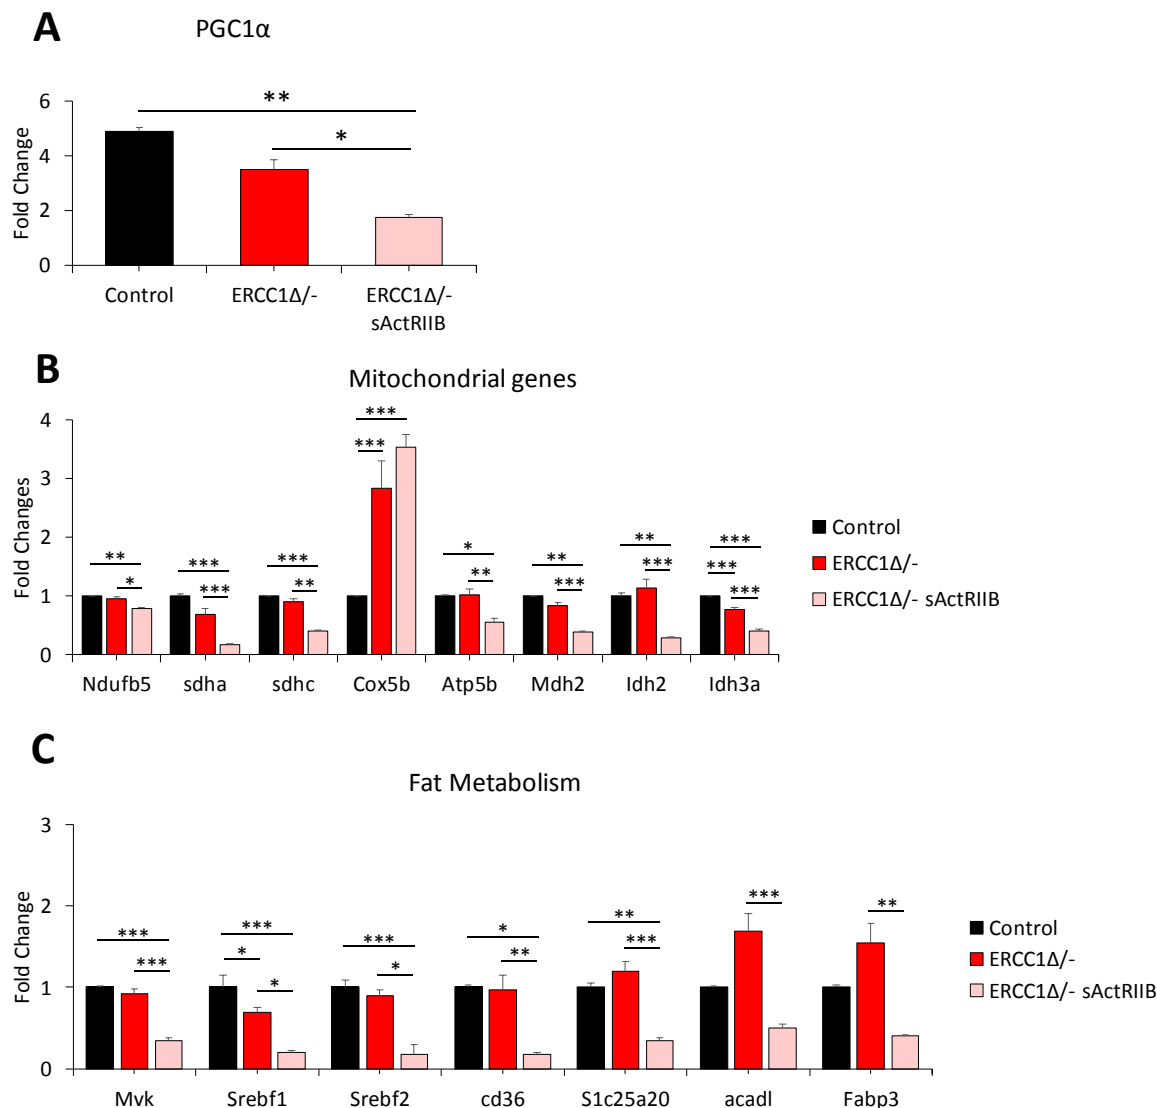 A
PGC1α
**
*
6
4
2
0
Fold Change
Control
ERCC1Δ/-
ERCC1Δ/-
sActRIIB
B
Mitochondrial genes
4
3
2
1
0
Fold Changes
***
***
** *** *** * ** ** ***
* *** ** ** *** *** *** ***
Ndufb5 sdha sdhc Cox5b Atp5b Mdh2 Idh2 Idh3a
Control
ERCC1Δ/-
ERCC1Δ/- sActRIIB
C
Fat Metabolism
3
2
1
0
Fold Change
*** *** *** * ** *** **
*** * * * ** ***
Mvk Srebf1 Srebf2 cd36 S1c25a20 acadl Fabp3
Control
ERCC1Δ/-
ERCC1Δ/- sActRIIB